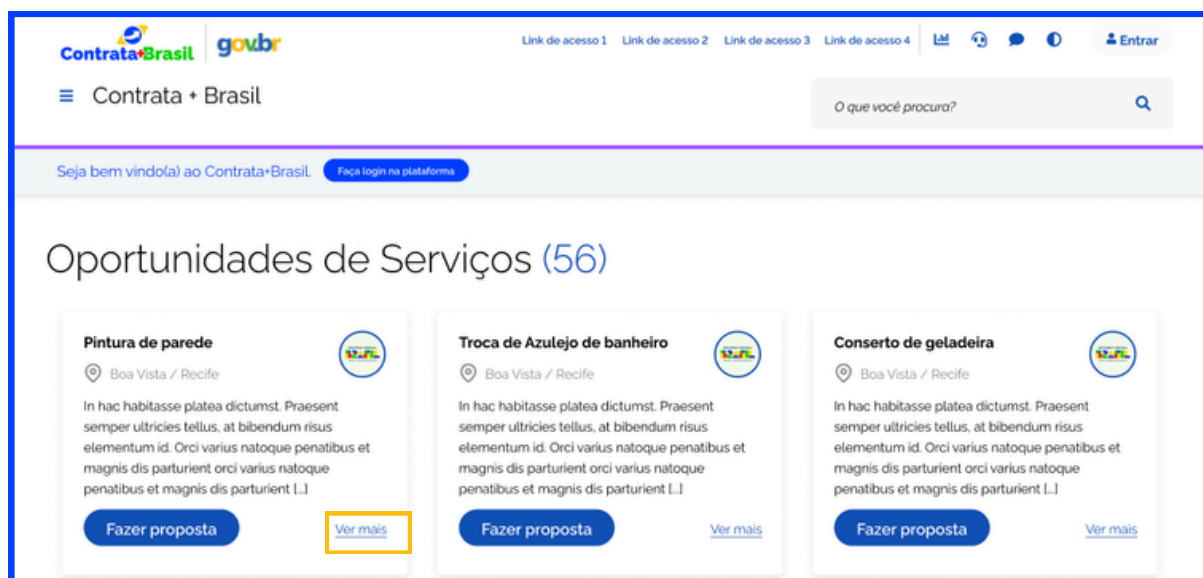 Contrata+Brasil gov.br Link de acesso 1 Link de acesso 2 Link de acesso 3 Link de acesso 4 Entrar
Contrata + Brasil
O que você procura?
Seja bem vindo(a) ao Contrata+Brasil. Faça login na plataforma
Oportunidades de Serviços (56)
Pintura de parede
Boa Vista / Recife
In hac habitasse platea dictumst. Praesent
semper ultricies tellus, at bibendum risus
elementum id. Orci varius natoque penatibus et
magnis dis parturient orci varius natoque
penatibus et magnis dis parturient [...]
Fazer proposta Ver mais
Troca de Azulejo de banheiro
Boa Vista / Recife
In hac habitasse platea dictumst. Praesent
semper ultricies tellus, at bibendum risus
elementum id. Orci varius natoque penatibus et
magnis dis parturient orci varius natoque
penatibus et magnis dis parturient [...]
Fazer proposta Ver mais
Conserto de geladeira
Boa Vista / Recife
In hac habitasse platea dictumst. Praesent
semper ultricies tellus, at bibendum risus
elementum id. Orci varius natoque penatibus et
magnis dis parturient orci varius natoque
penatibus et magnis dis parturient [...]
Fazer proposta Ver mais